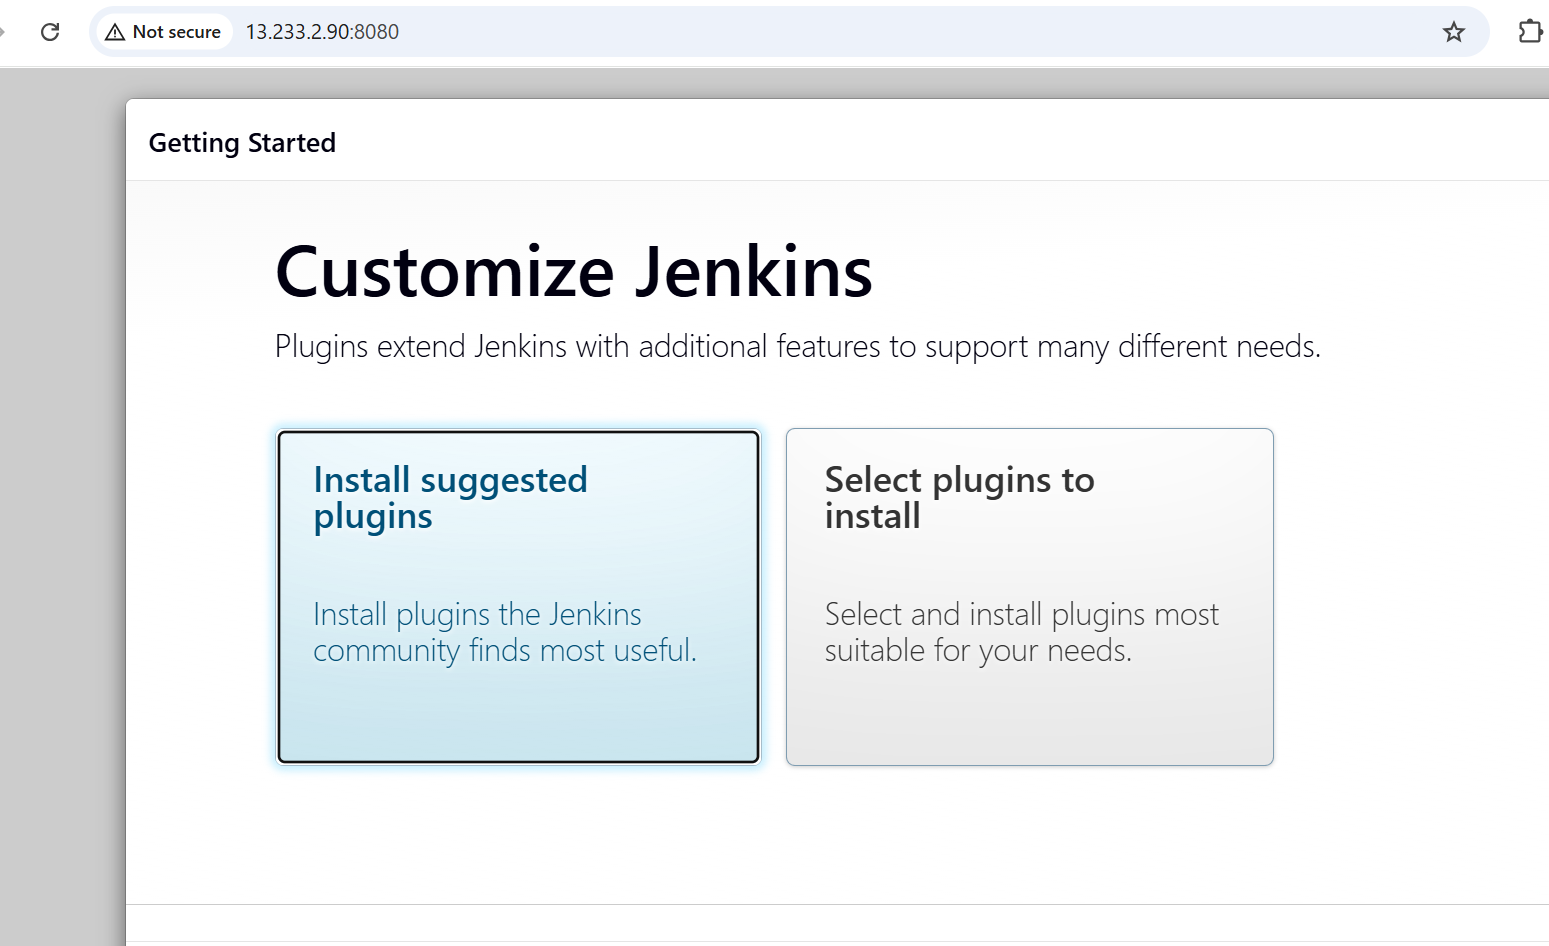 Not secure 13.233.2.90:8080
Getting Started
Customize Jenkins
Plugins extend Jenkins with additional features to support many different needs.
Install suggested
plugins
Install plugins the Jenkins
community finds most useful.
Select plugins to
install
Select and install plugins most
suitable for your needs.